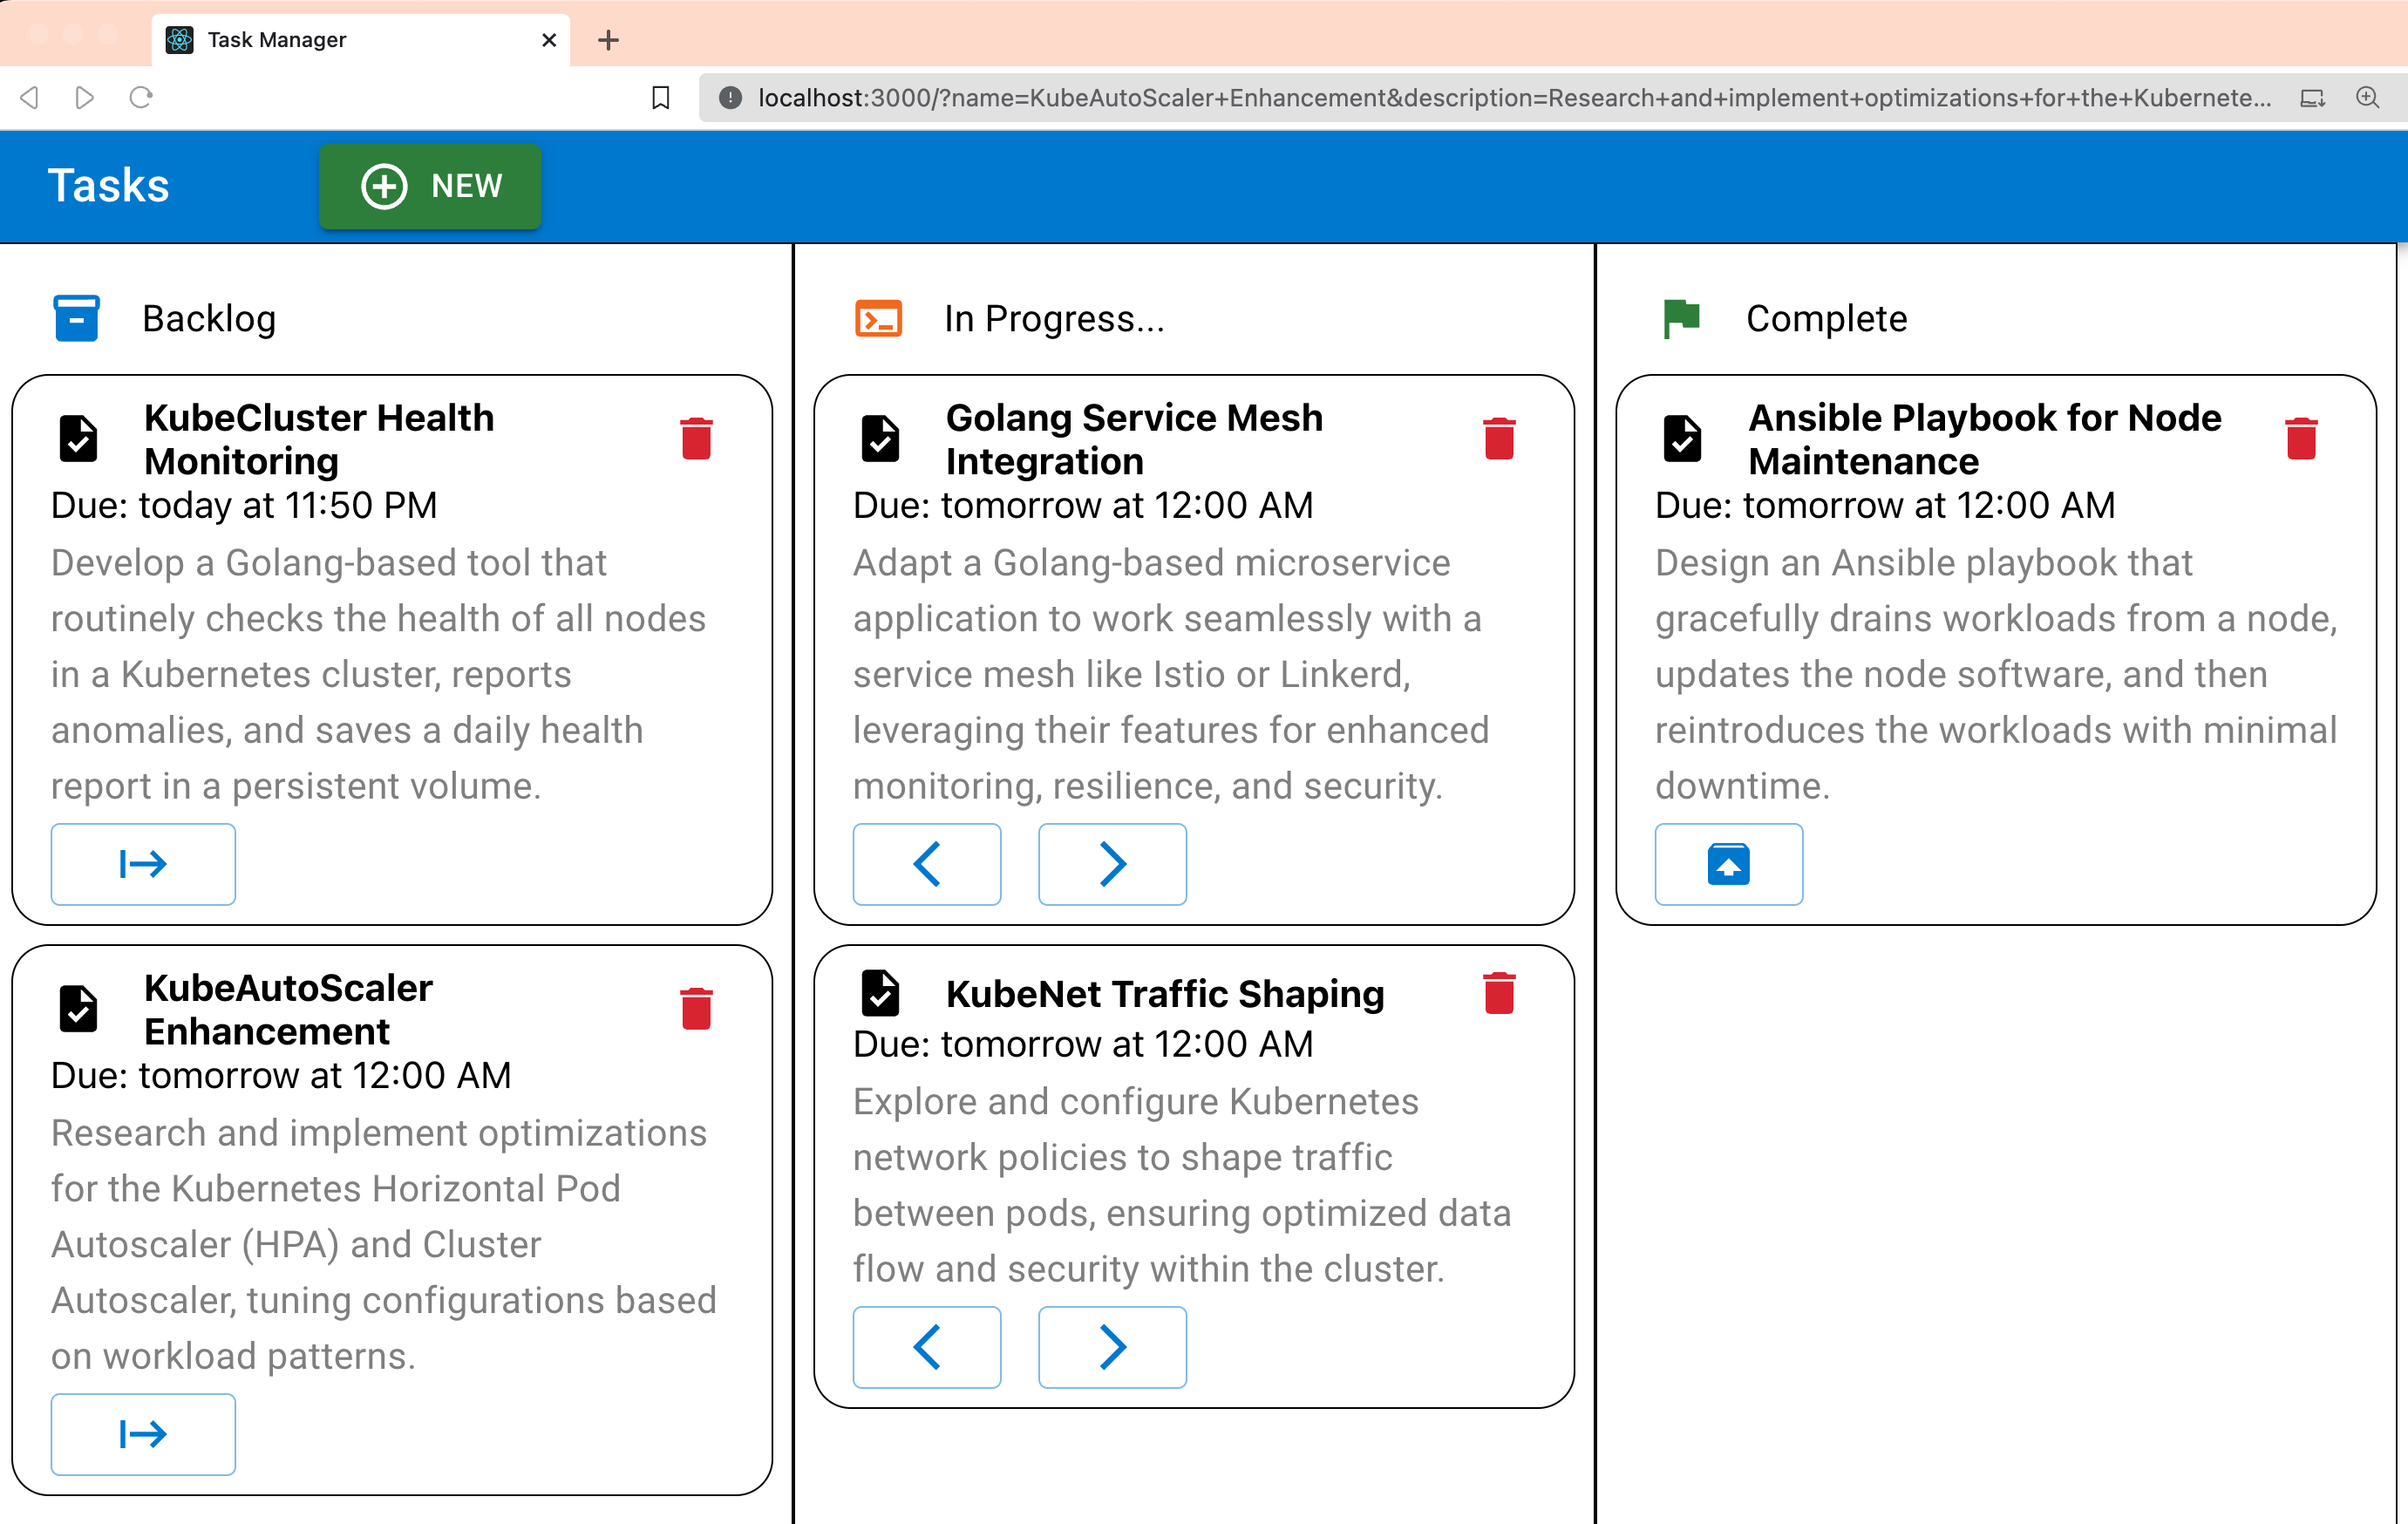 Task Manager
localhost:3000/?name=KubeAutoScaler+Enhancement&description=Research+and+implement+optimizations+for+the+Kubernete...
Tasks
NEW
Backlog
KubeCluster Health
Monitoring
Due: today at 11:50 PM
Develop a Golang-based tool that
routinely checks the health of all nodes
in a Kubernetes cluster, reports
anomalies, and saves a daily health
report in a persistent volume.
KubeAutoScaler
Enhancement
Due: tomorrow at 12:00 AM
Research and implement optimizations
for the Kubernetes Horizontal Pod
Autoscaler (HPA) and Cluster
Autoscaler, tuning configurations based
on workload patterns.
In Progress...
Golang Service Mesh
Integration
Due: tomorrow at 12:00 AM
Adapt a Golang-based microservice
application to work seamlessly with a
service mesh like Istio or Linkerd,
leveraging their features for enhanced
monitoring, resilience, and security.
KubeNet Traffic Shaping
Due: tomorrow at 12:00 AM
Explore and configure Kubernetes
network policies to shape traffic
between pods, ensuring optimized data
flow and security within the cluster.
Complete
Ansible Playbook for Node
Maintenance
Due: tomorrow at 12:00 AM
Design an Ansible playbook that
gracefully drains workloads from a node,
updates the node software, and then
reintroduces the workloads with minimal
downtime.